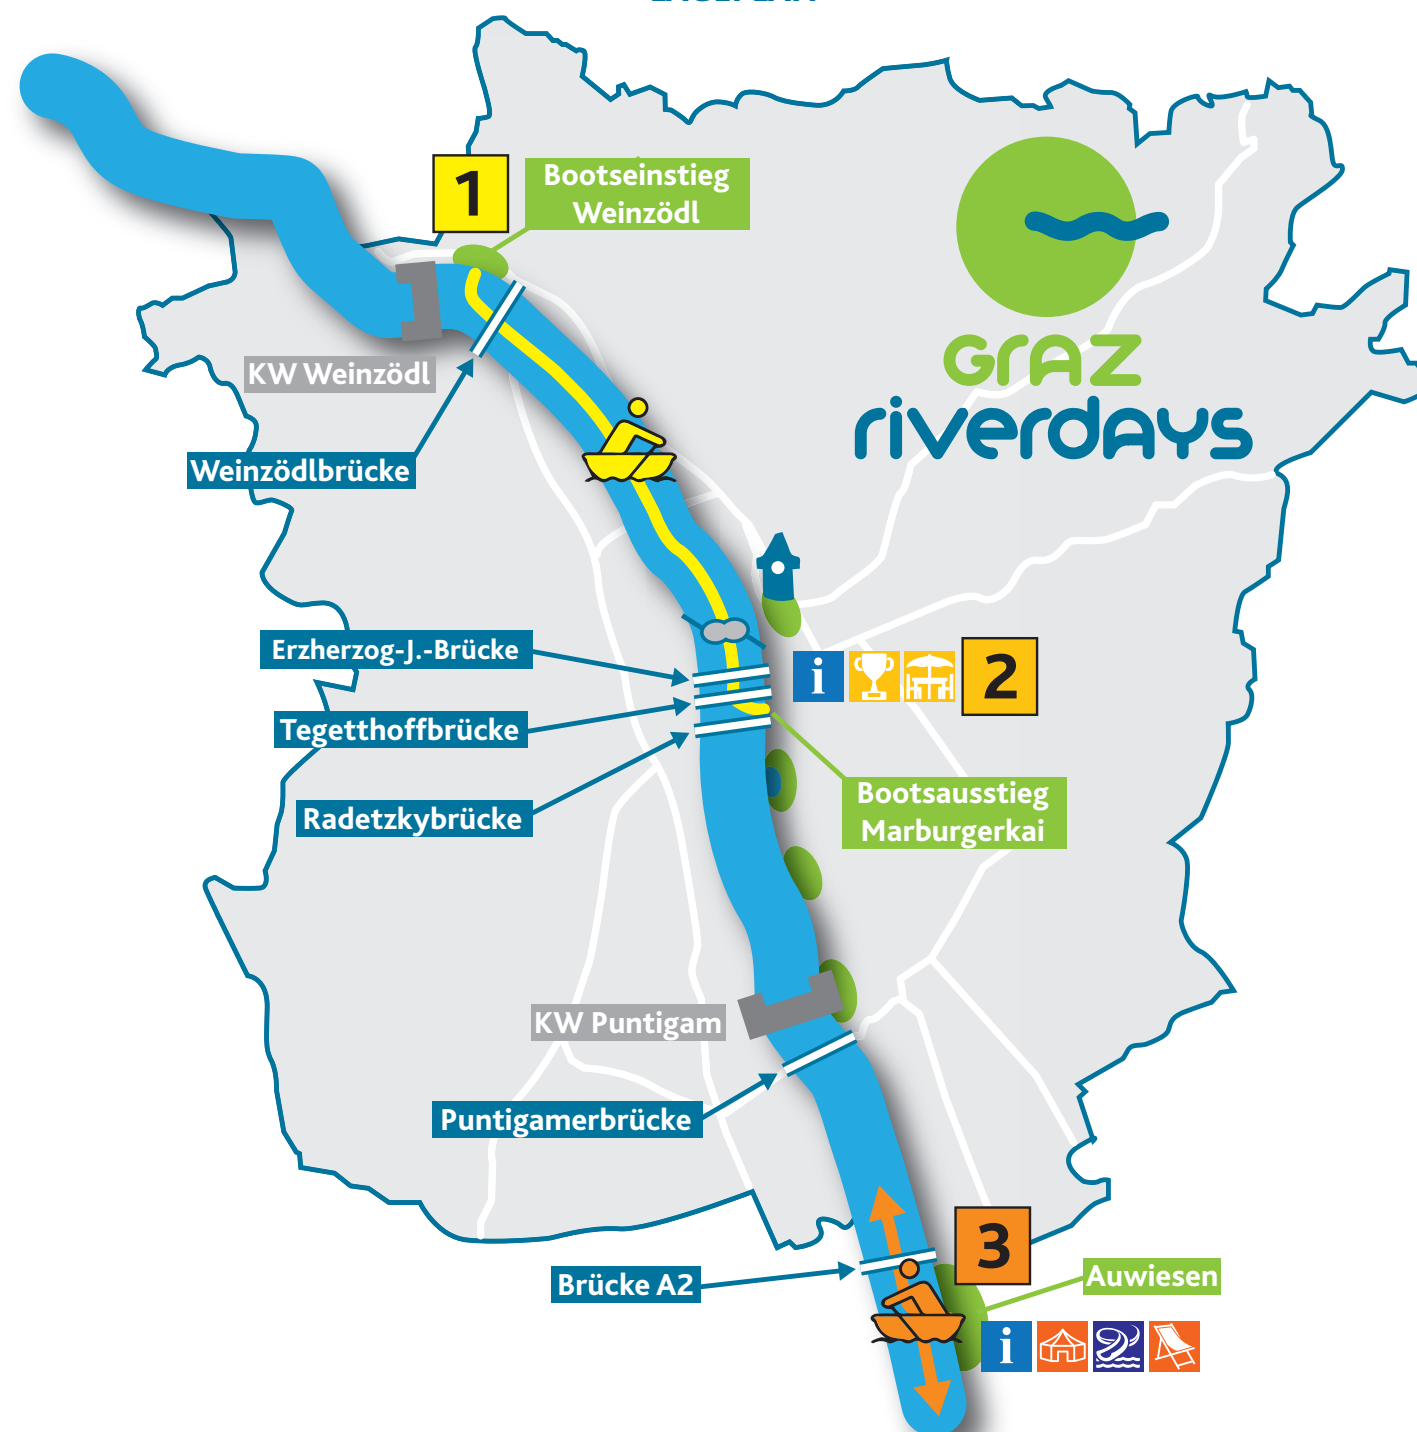 LAGEPLAN
1
Bootseinstieg
Weinzödl
GRAZ
riverdays
KW Weinzödl
Weinzödlbrücke
Erzherzog-J.-Brücke
i
2
Tegetthoffbrücke
Bootsausstieg
Marburgerkai
Radetzkybrücke
KW Puntigam
Puntigamerbrücke
3
Auwiesen
Brücke A2
i